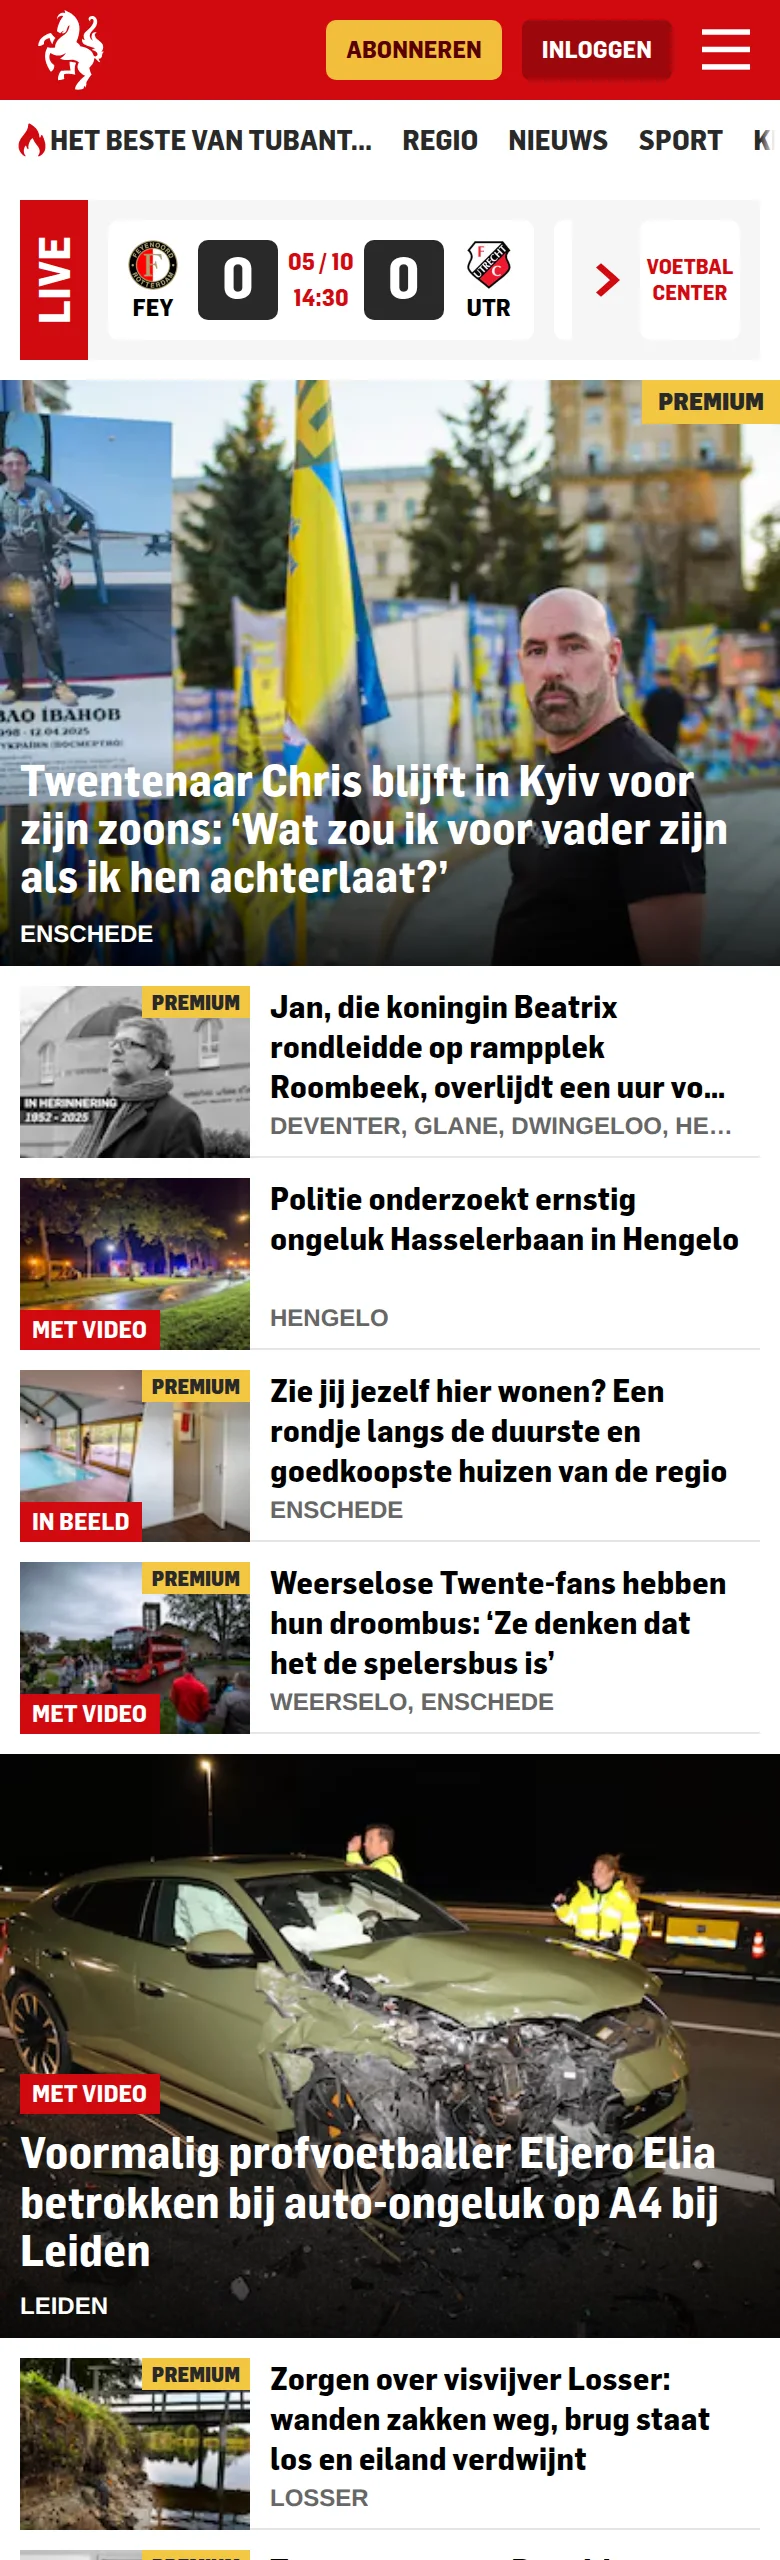 ABONNEREN
INLOGGEN
HET BESTE VAN TUBANT...
REGIO
NIEUWS
SPORT
LIVE
FEY
0
05 / 10
14:30
0
UTR
VOETBAL
CENTER
PREMIUM
ІВАНОВ
12.04.2025
Twentenaar Chris blijft in Kyiv voor
zijn zoons: ‘Wat zou ik voor vader zijn
als ik hen achterlaat?’
ENSCHEDE
PREMIUM
IN HERINNERING
1952 - 2025
Jan, die koningin Beatrix
rondleidde op rampplek
Roombeek, overlijdt een uur vo...
DEVENTER, GLANE, DWINGELOO, HE...
MET VIDEO
Politie onderzoekt ernstig
ongeluk Hasselerbaan in Hengelo
HENGELO
PREMIUM
IN BEELD
Zie jij jezelf hier wonen? Een
rondje langs de duurste en
goedkoopste huizen van de regio
ENSCHEDE
PREMIUM
MET VIDEO
Weerselose Twente-fans hebben
hun droombus: ‘Ze denken dat
het de spelersbus is’
WEERSELO, ENSCHEDE
MET VIDEO
Voormalig profvoetballer Eljero Elia
betrokken bij auto-ongeluk op A4 bij
Leiden
LEIDEN
PREMIUM
Zorgen over visvijver Losser:
wanden zakken weg, brug staat
los en eiland verdwijnt
LOSSER